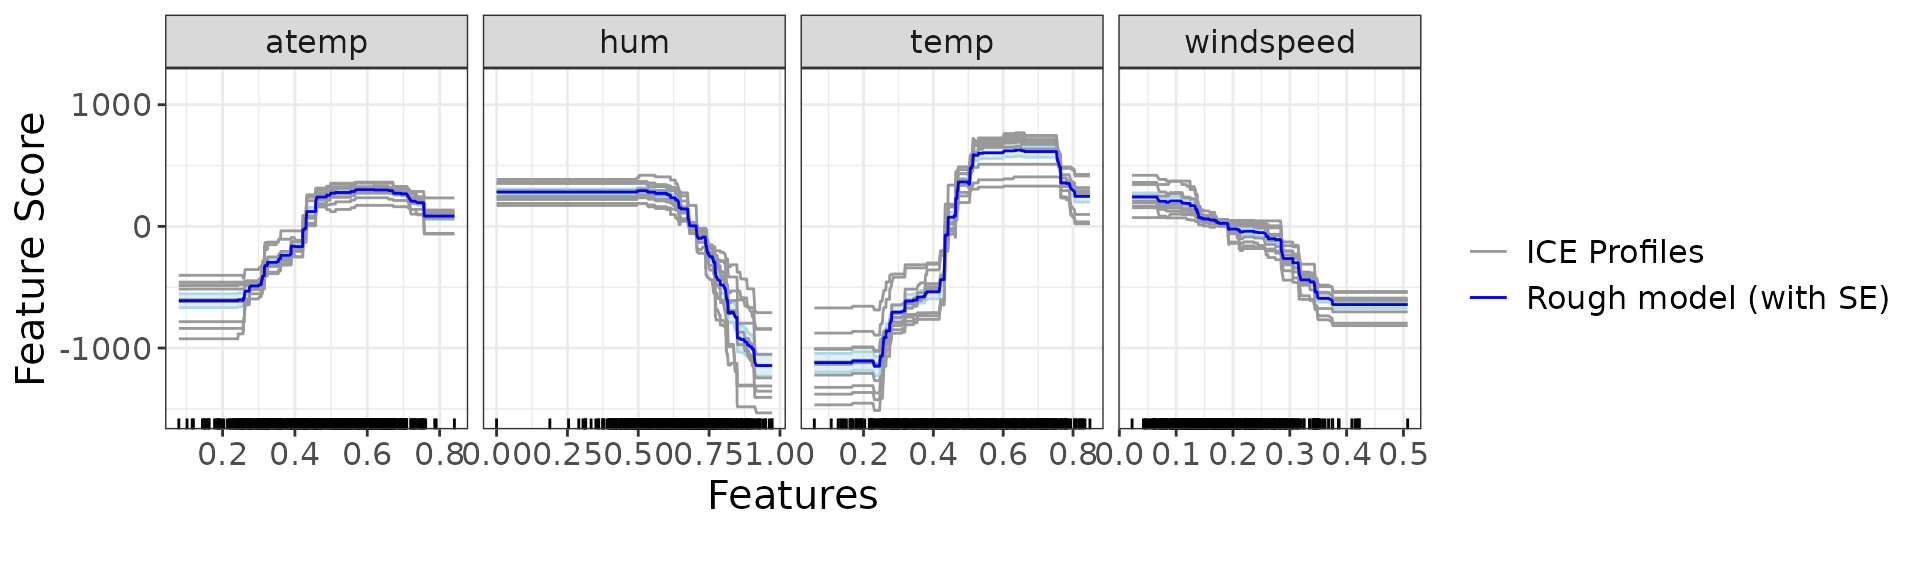 atemp hum temp windspeed
1000
0
-1000
Feature Score
0.2 0.4 0.6 0.8 0.00 0.25 0.50 0.75 1.00 0.2 0.4 0.6 0.8 0.0 0.1 0.2 0.3 0.4 0.5
Features
ICE Profiles
Rough model (with SE)